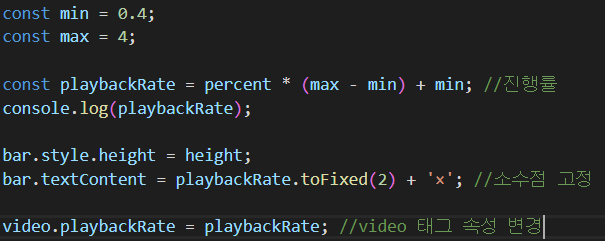 const min = 0.4;
const max = 4;
const playbackRate = percent * (max - min) + min; //진행률
console.log(playbackRate);
bar.style.height = height;
bar.textContent = playbackRate.toFixed(2) + '×'; //소수점 고정
video.playbackRate = playbackRate; //video 태그 속성 변경